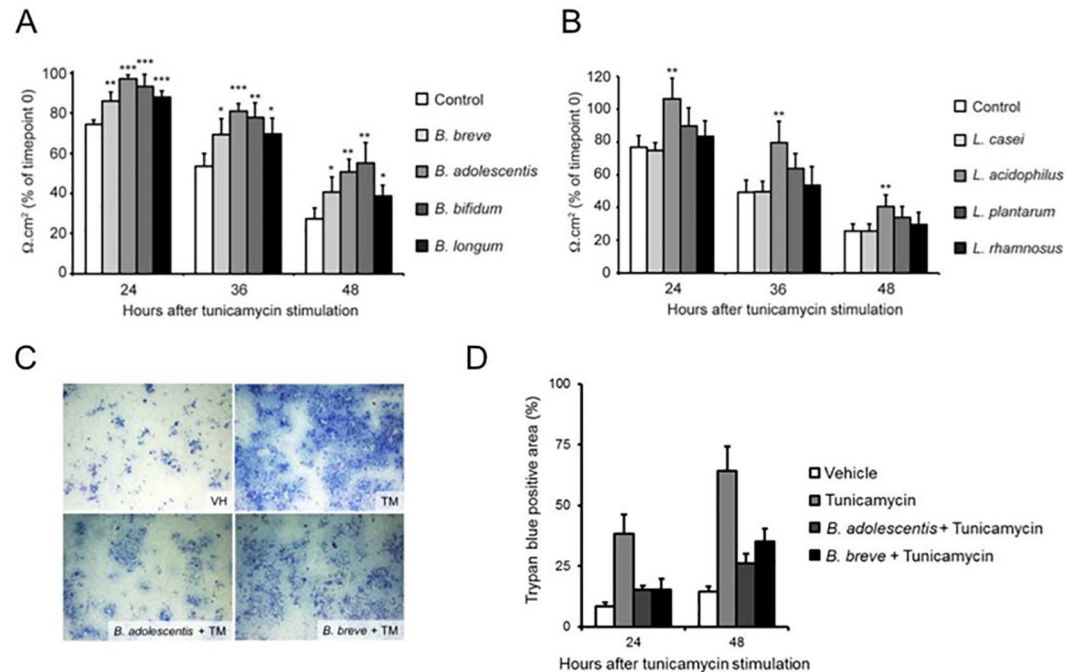 A
Ω.cm² (% of timepoint 0)
100
80
60
40
20
0
** *** *** ***
* *** ** *
* ** ** *
24 36 48
Hours after tunicamycin stimulation
Control
B. breve
B. adolescentis
B. bifidum
B. longum
B
Ω.cm² (% of timepoint 0)
120
100
80
60
40
20
0
**
**
**
24 36 48
Hours after tunicamycin stimulation
Control
L. casei
L. acidophilus
L. plantarum
L. rhamnosus
C
VH
TM
B. adolescentis + TM
B. breve + TM
D
Trypan blue positive area (%)
100
75
50
25
0
24 48
Hours after tunicamycin stimulation
Vehicle
Tunicamycin
B. adolescentis + Tunicamycin
B. breve + Tunicamycin